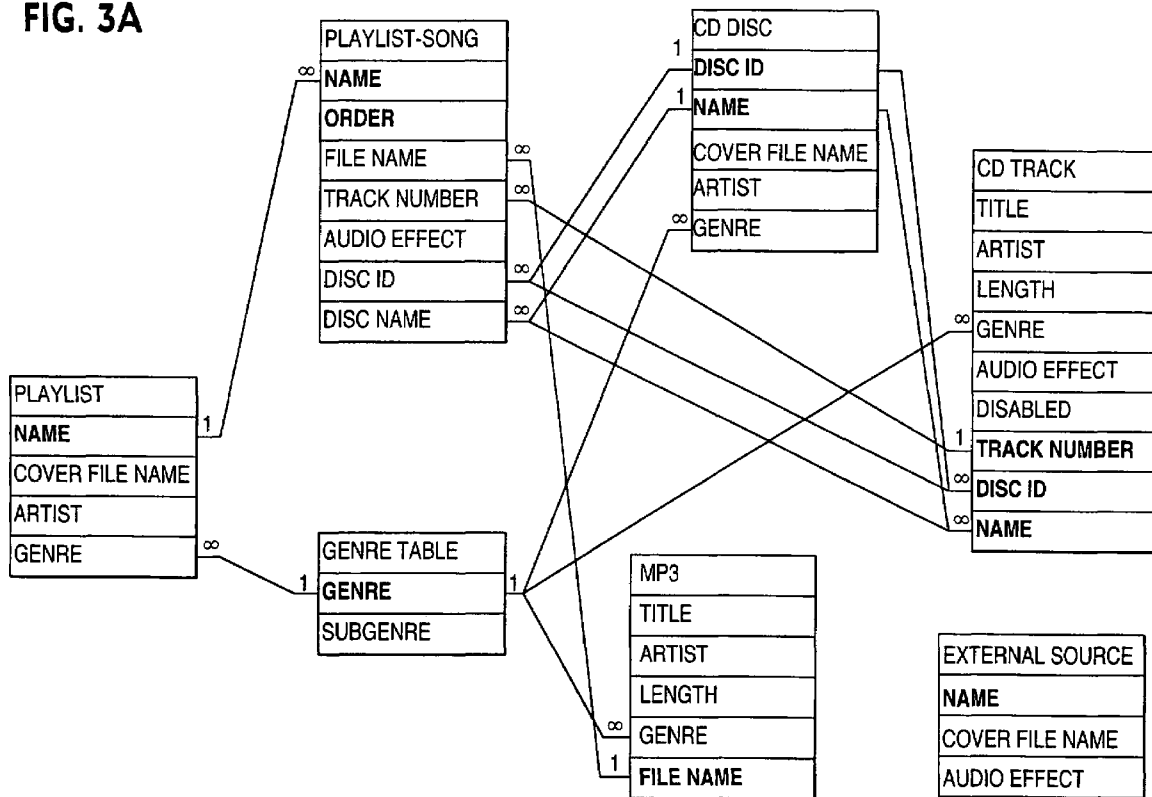 FIG. 3A
PLAYLIST-SONG
∞ NAME
ORDER
FILE NAME ∞
TRACK NUMBER ∞
AUDIO EFFECT
DISC ID ∞
DISC NAME ∞
CD DISC
1 DISC ID
1 NAME
COVER FILE NAME
ARTIST
∞ GENRE
CD TRACK
TITLE
ARTIST
LENGTH
∞ GENRE
AUDIO EFFECT
DISABLED
1 TRACK NUMBER
∞ DISC ID
∞ NAME
PLAYLIST
NAME 1
COVER FILE NAME
ARTIST
GENRE ∞
GENRE TABLE
1 GENRE 1
SUBGENRE
MP3
TITLE
ARTIST
LENGTH
∞ GENRE
1 FILE NAME
EXTERNAL SOURCE
NAME
COVER FILE NAME
AUDIO EFFECT